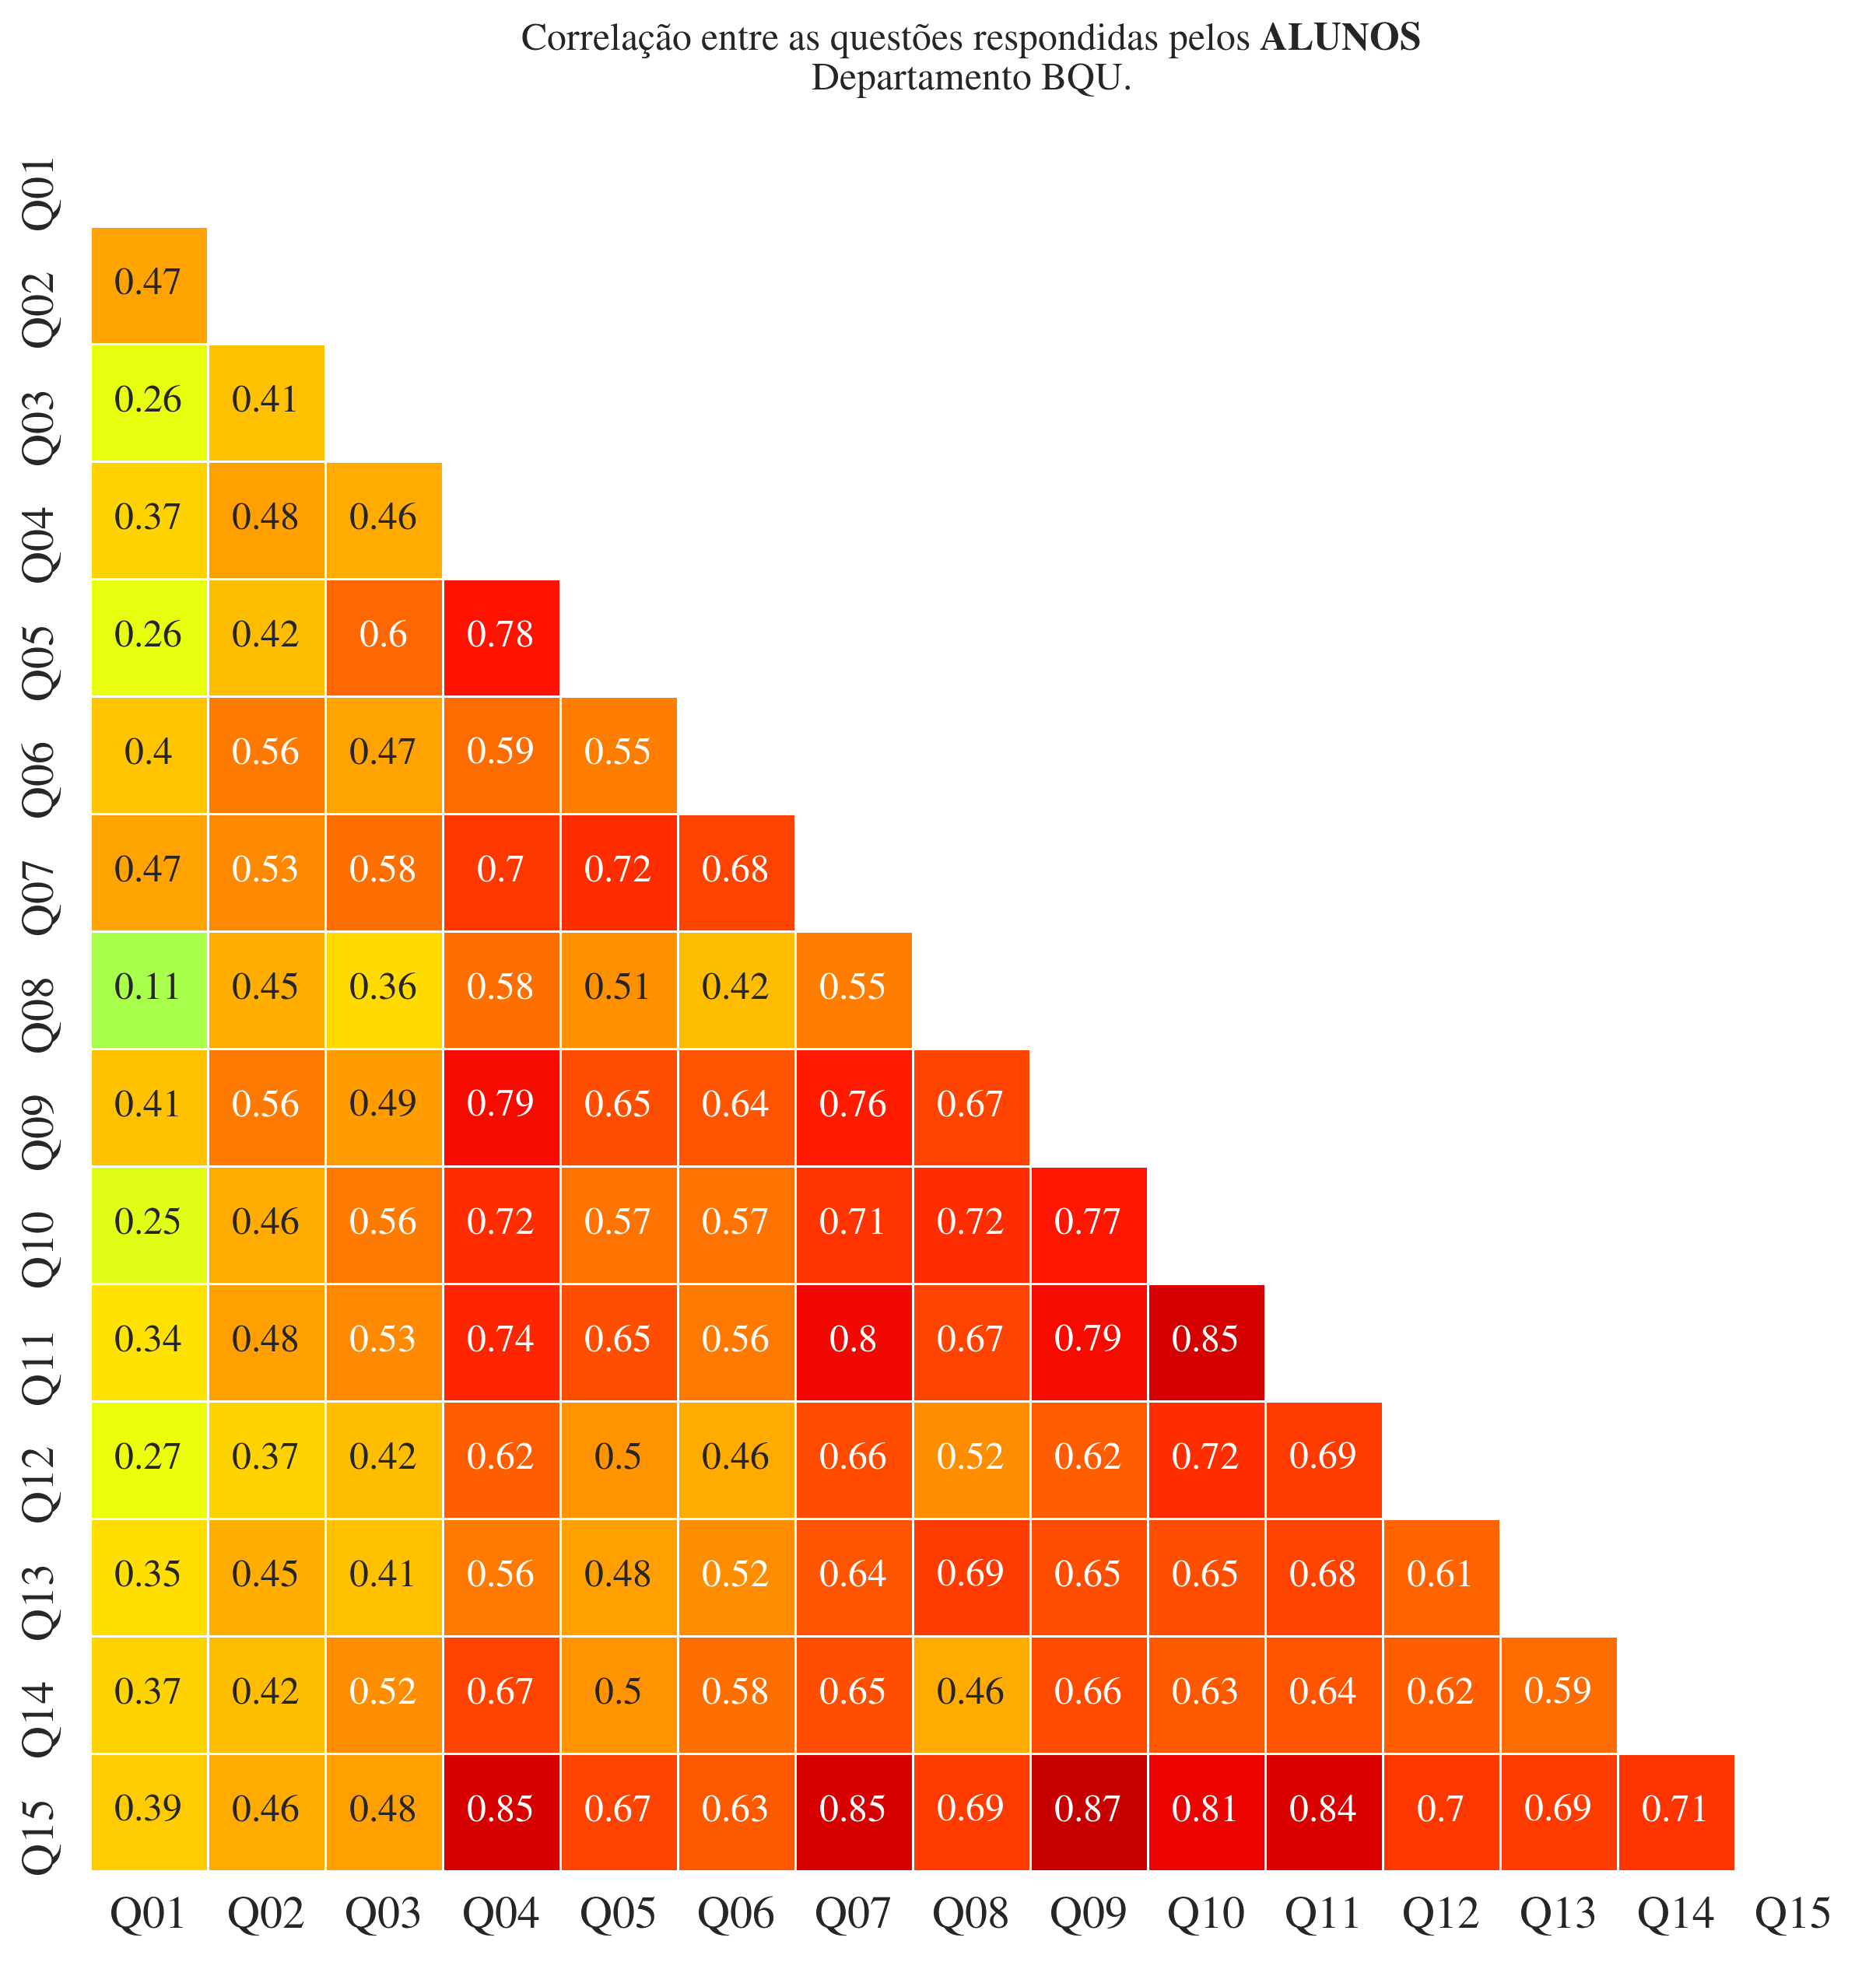 Correlação entre as questões respondidas pelos ALUNOS
Departamento BQU.
Q01
Q02 0.47
Q03 0.26 0.41
Q04 0.37 0.48 0.46
Q05 0.26 0.42 0.6 0.78
Q06 0.4 0.56 0.47 0.59 0.55
Q07 0.47 0.53 0.58 0.7 0.72 0.68
Q08 0.11 0.45 0.36 0.58 0.51 0.42 0.55
Q09 0.41 0.56 0.49 0.79 0.65 0.64 0.76 0.67
Q10 0.25 0.46 0.56 0.72 0.57 0.57 0.71 0.72 0.77
Q11 0.34 0.48 0.53 0.74 0.65 0.56 0.8 0.67 0.79 0.85
Q12 0.27 0.37 0.42 0.62 0.5 0.46 0.66 0.52 0.62 0.72 0.69
Q13 0.35 0.45 0.41 0.56 0.48 0.52 0.64 0.69 0.65 0.65 0.68 0.61
Q14 0.37 0.42 0.52 0.67 0.5 0.58 0.65 0.46 0.66 0.63 0.64 0.62 0.59
Q15 0.39 0.46 0.48 0.85 0.67 0.63 0.85 0.69 0.87 0.81 0.84 0.7 0.69 0.71
Q01 Q02 Q03 Q04 Q05 Q06 Q07 Q08 Q09 Q10 Q11 Q12 Q13 Q14 Q15